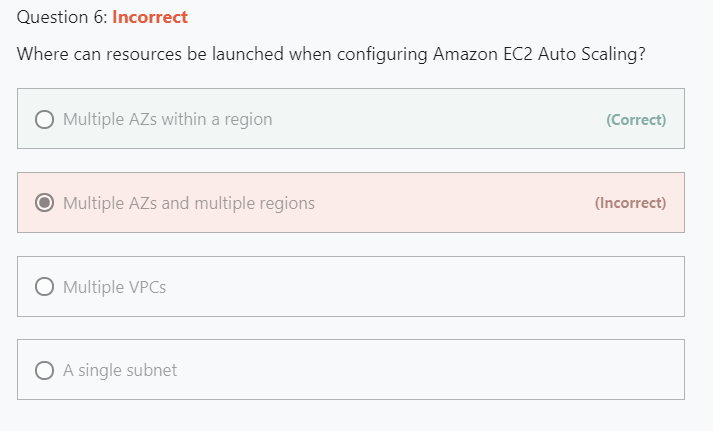 Question 6: Incorrect
Where can resources be launched when configuring Amazon EC2 Auto Scaling?
Multiple AZs within a region (Correct)
Multiple AZs and multiple regions (Incorrect)
Multiple VPCs
A single subnet